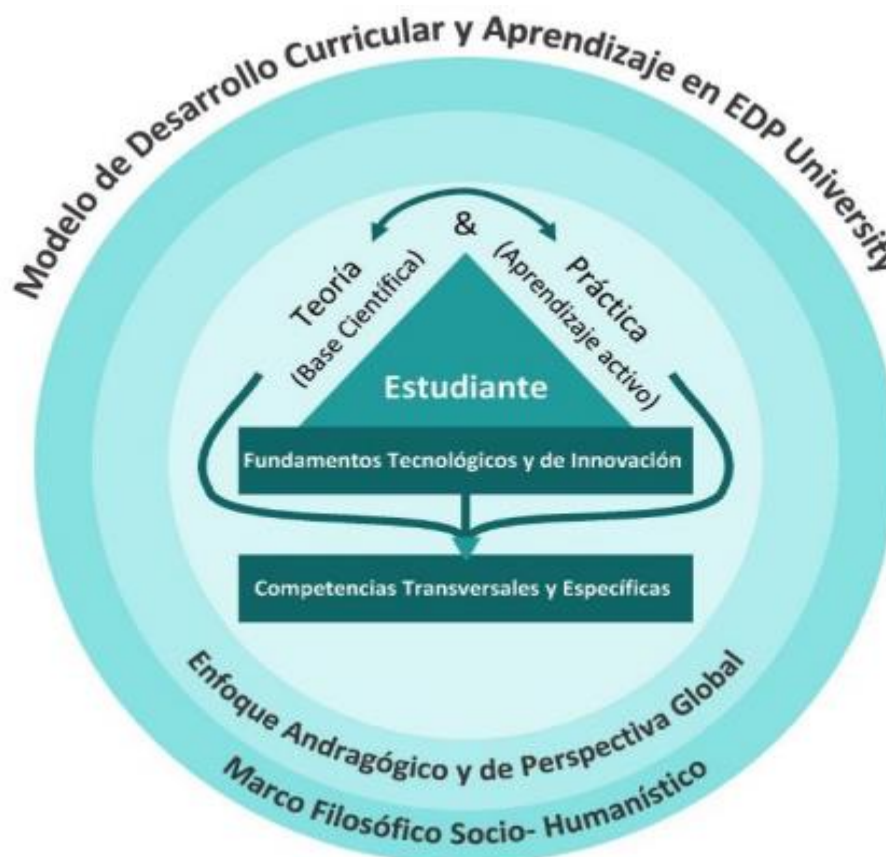 Modelo de Desarrollo Curricular y Aprendizaje en EDP University
&
Teoría
(Base Científica)
Práctica
(Aprendizaje activo)
Estudiante
Fundamentos Tecnológicos y de Innovación
Competencias Transversales y Específicas
Enfoque Andragógico y de Perspectiva Global
Marco Filosófico Socio- Humanístico